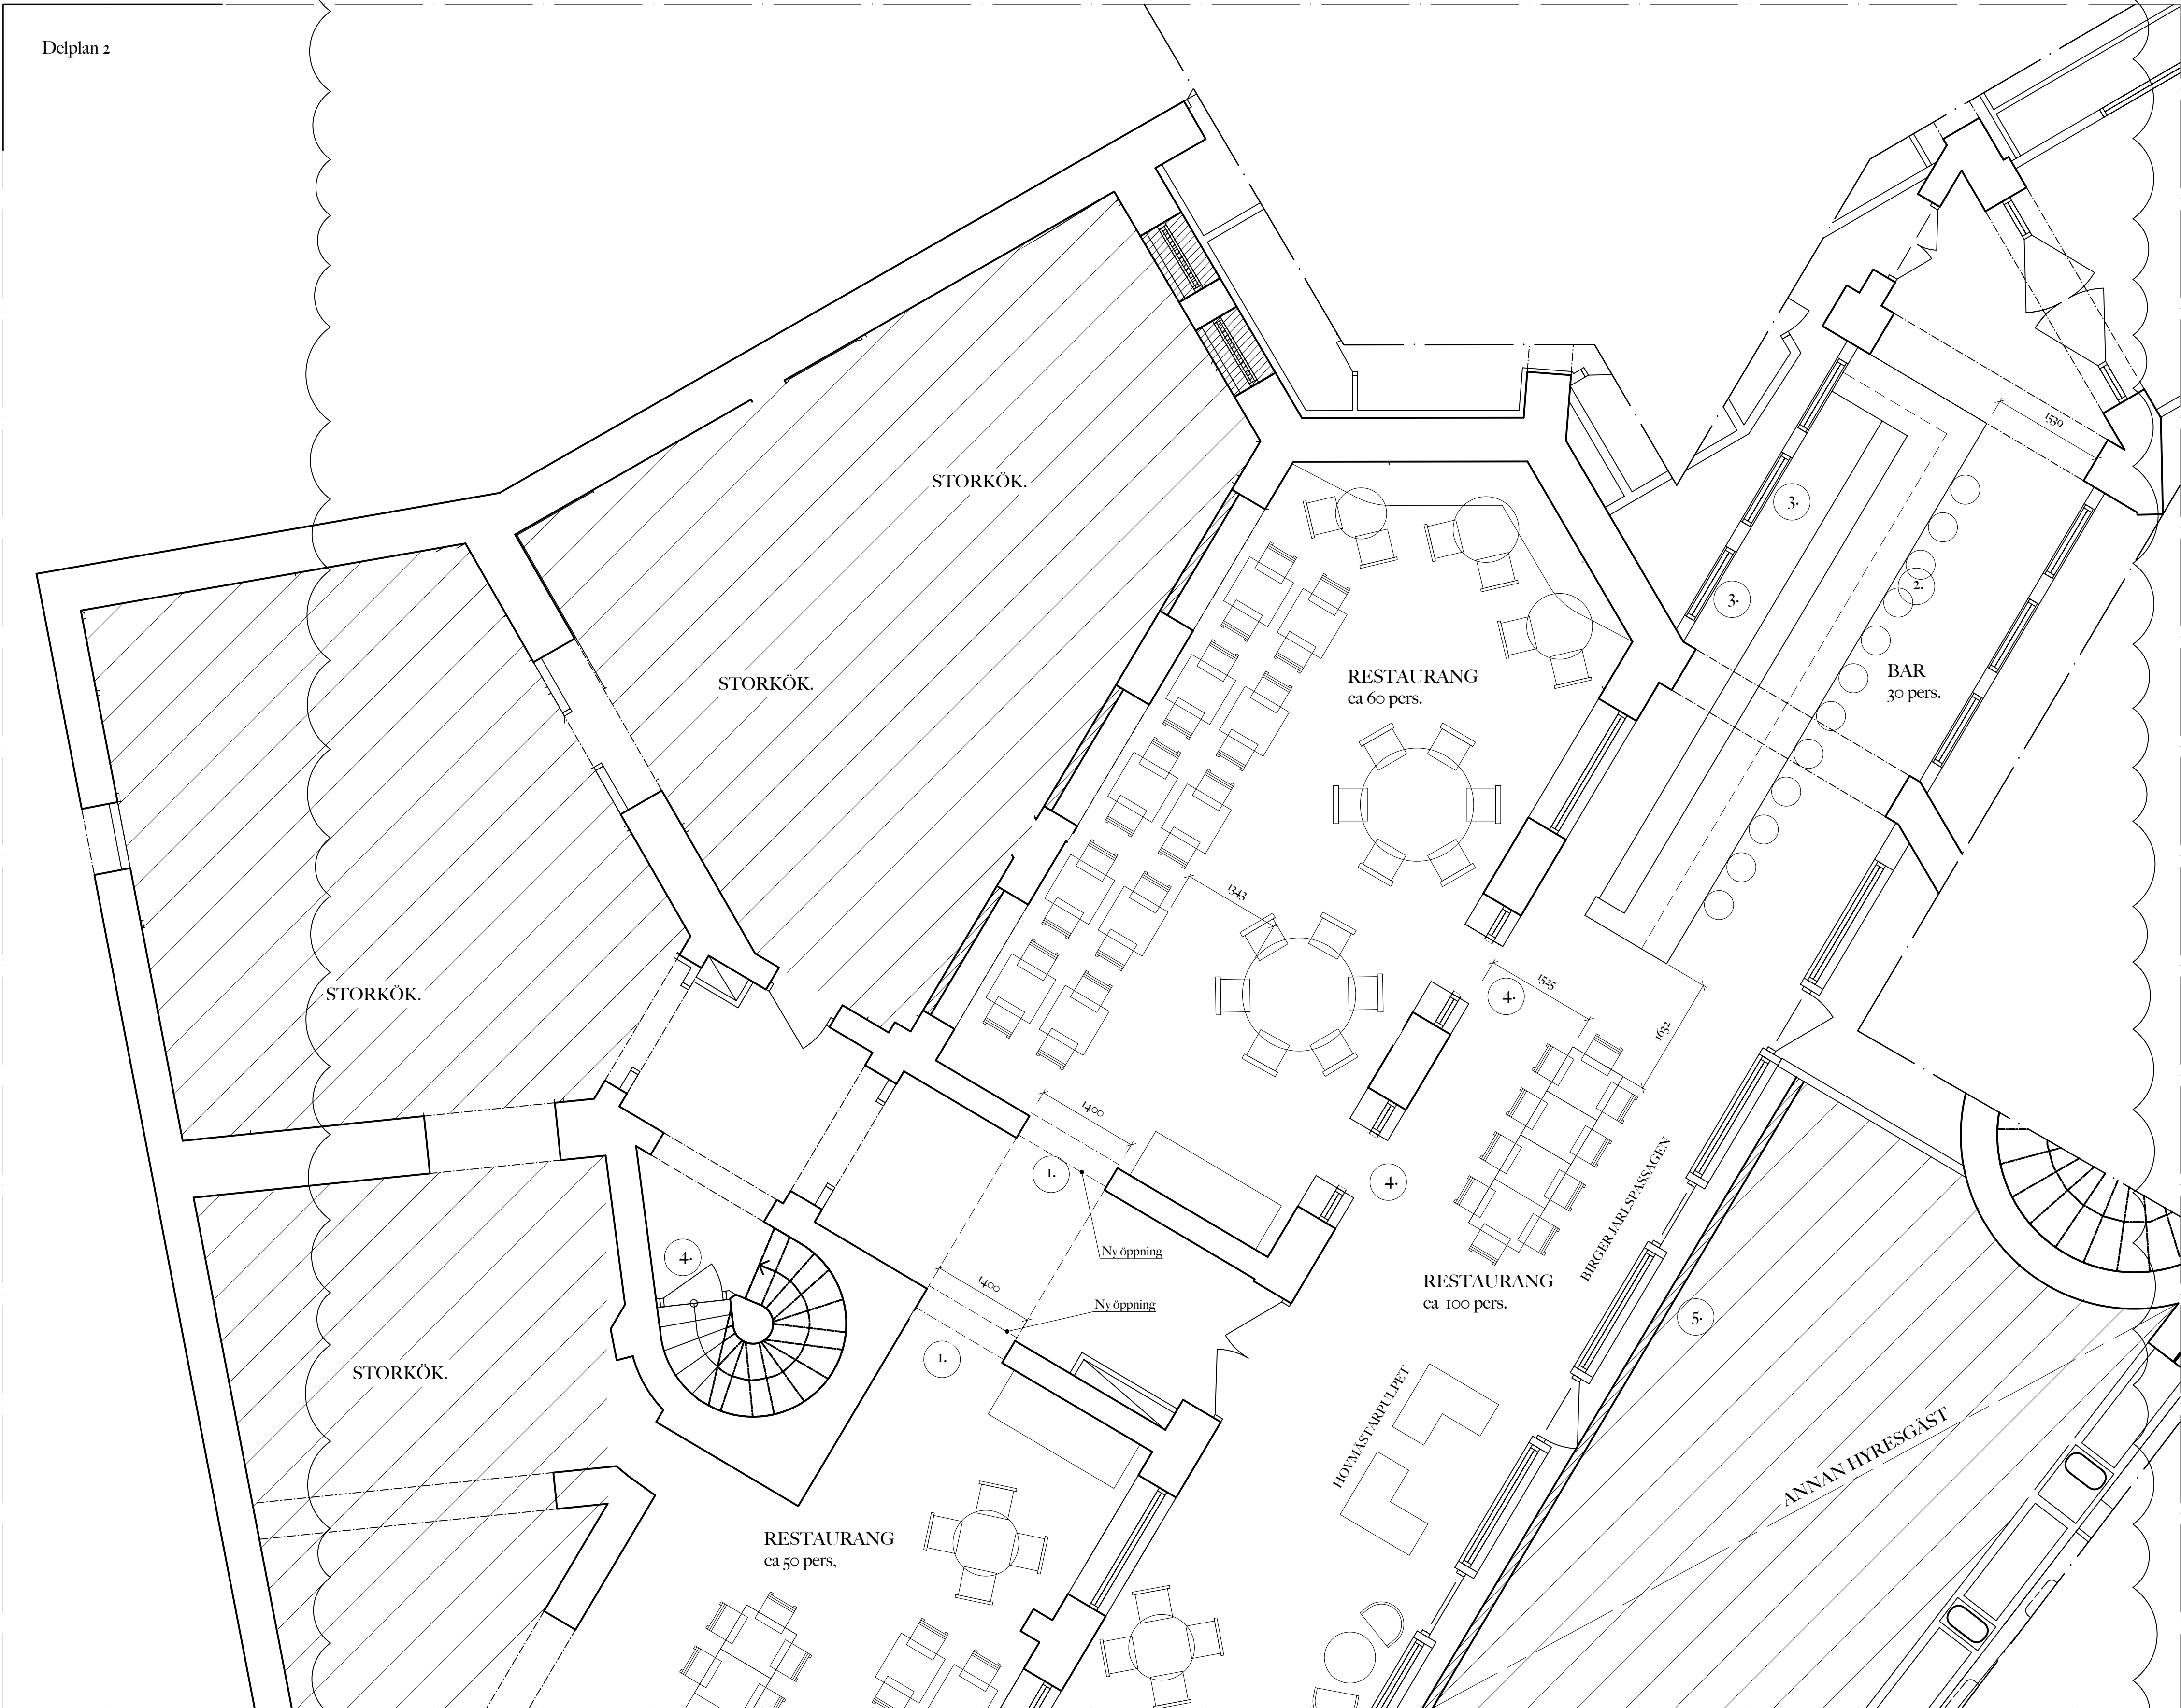 Delplan 2
1539
STORKÖK.
3.
3.
2.
RESTAURANG
ca 60 pers.
BAR
30 pers.
STORKÖK.
1343
STORKÖK.
1525
4.
1632
1400
1.
4.
BIRGER JARLSPASSAGEN
4.
Ny öppning
1400
RESTAURANG
ca 100 pers.
Ny öppning
5.
1.
STORKÖK.
HOVMÄSTARPULPET
ANNAN HYRESGÄST
RESTAURANG
ca 50 pers,